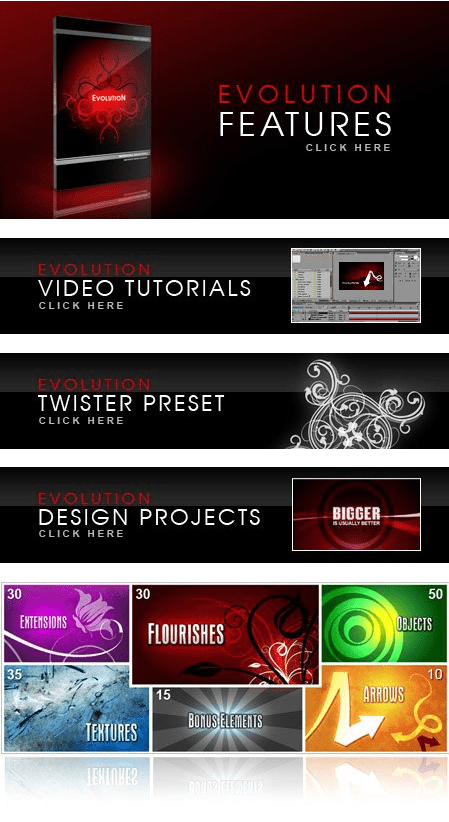 EVOLUTION
EVOLUTION
FEATURES
CLICK HERE
EVOLUTION
VIDEO TUTORIALS
CLICK HERE
EVOLUTION
TWISTER PRESET
CLICK HERE
EVOLUTION
DESIGN PROJECTS
CLICK HERE
BIGGER
IS USUALLY BETTER
30
EXTENSIONS
30
FLOURISHES
50
OBJECTS
35
TEXTURES
15
BONUS ELEMENTS
10
ARROWS